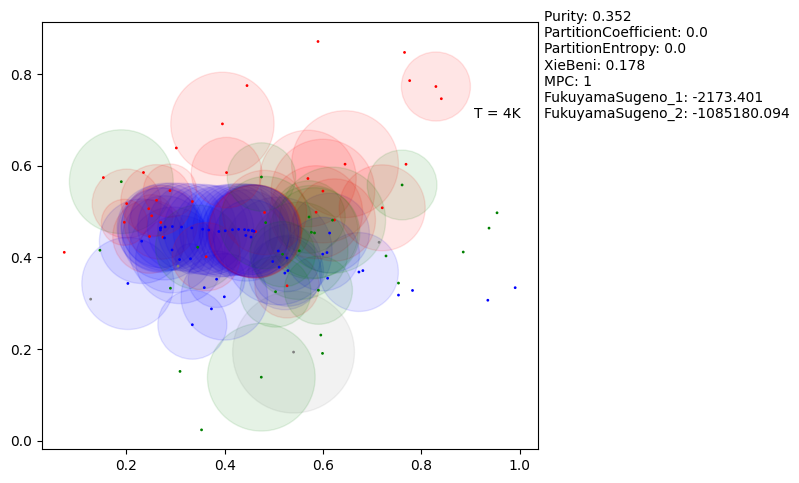 Purity: 0.352
PartitionCoefficient: 0.0
PartitionEntropy: 0.0
XieBeni: 0.178
MPC: 1
FukuyamaSugeno_1: -2173.401
FukuyamaSugeno_2: -1085180.094
T = 4K
0.8
0.6
0.4
0.2
0.0
0.2 0.4 0.6 0.8 1.0